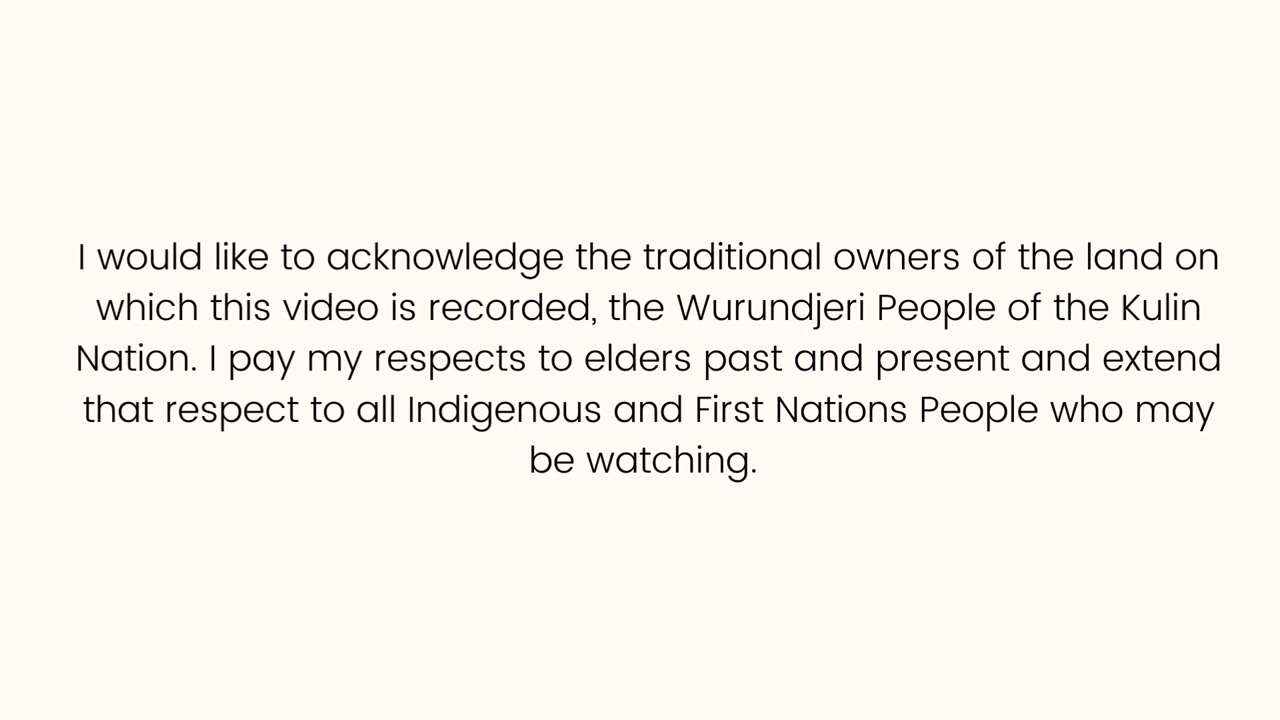 I would like to acknowledge the traditional owners of the land on
which this video is recorded, the Wurundjeri People of the Kulin
Nation. I pay my respects to elders past and present and extend
that respect to all Indigenous and First Nations People who may
be watching.